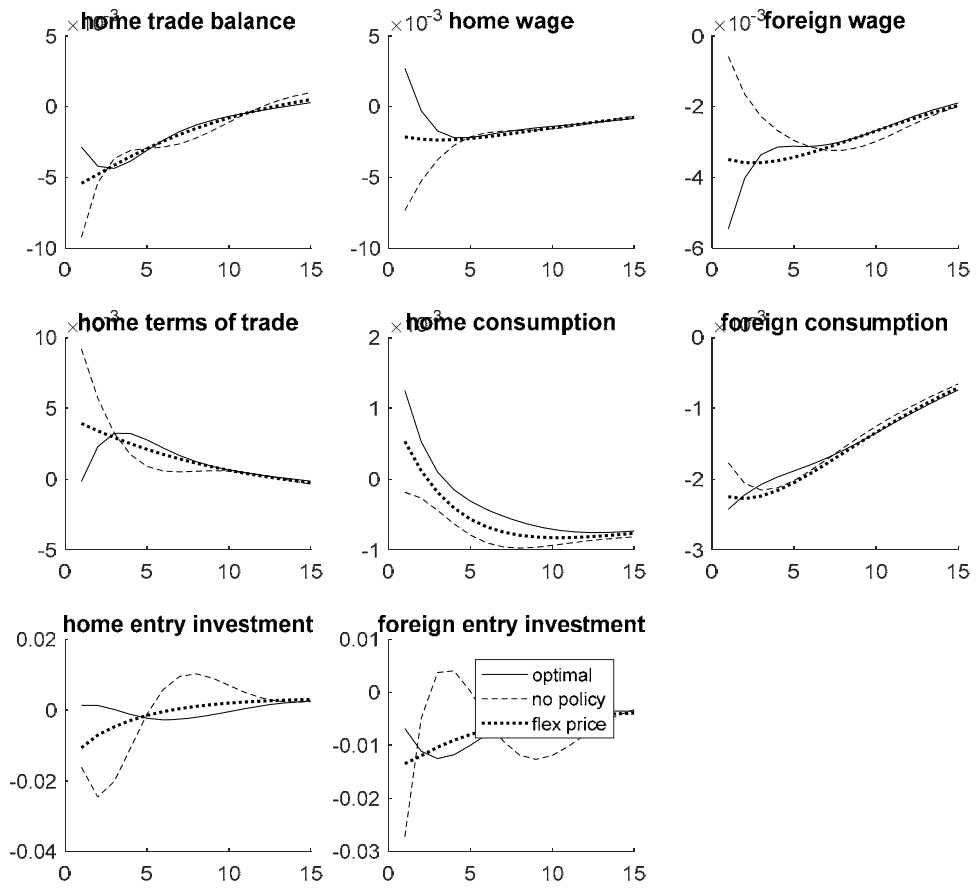 ×10-3 home trade balance
5
0
-5
-10
0 5 10 15
×10-3 home wage
5
0
-5
-10
0 5 10 15
×10-3 foreign wage
0
-2
-4
-6
0 5 10 15
×10-3 home terms of trade
10
5
0
-5
0 5 10 15
×10-3 home consumption
2
1
0
-1
0 5 10 15
×10-3 foreign consumption
0
-1
-2
-3
0 5 10 15
home entry investment
0.02
0
-0.02
-0.04
0 5 10 15
foreign entry investment
0.01
0
-0.01
-0.02
-0.03
0 5 10 15
optimal
no policy
flex price